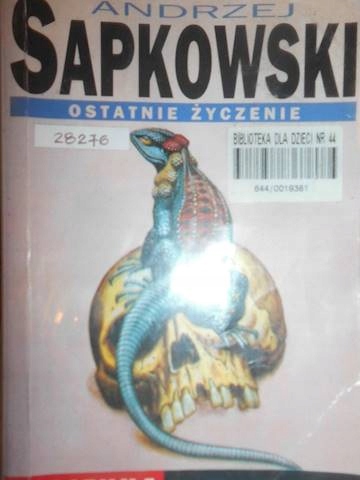 ANDRZEJ
SAPKOWSKI
OSTATNIE ŻYCZENIE
28276
BIBLIOTEKA DLA DZIECI NR 44
644/0019361